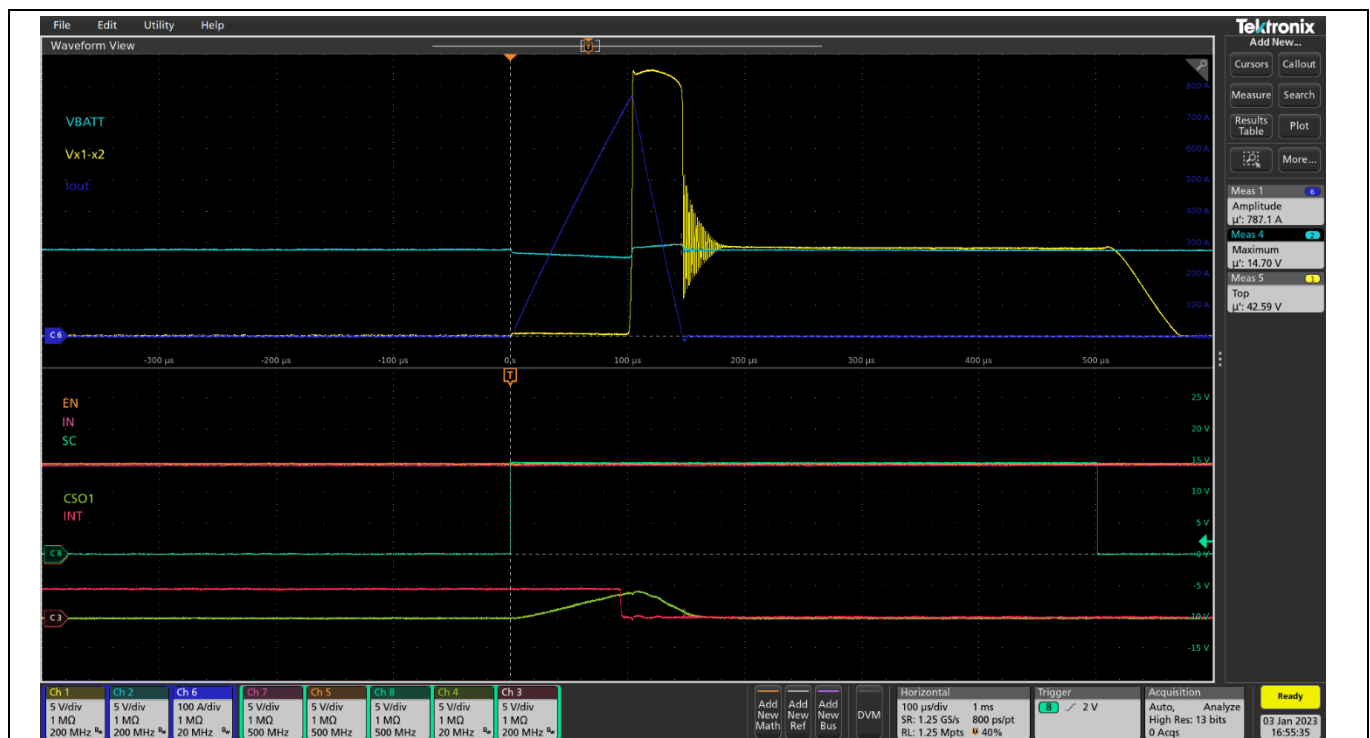 File Edit Utility Help
Tektronix
Waveform View
Add New...
Cursors Callout
Measure Search
Results Table Plot
More...
T
800 A
700 A
600 A
500 A
400 A
300 A
200 A
100 A
VBATT
Vx1-x2
Iout
C6
-300 µs -200 µs -100 µs 0 s 100 µs 200 µs 300 µs 400 µs 500 µs
T
Meas 1 6
Amplitude
µ': 787.1 A
Meas 4 2
Maximum
µ': 14.70 V
Meas 5 1
Top
µ': 42.59 V
EN
IN
SC
CSO1
INT
25 V
20 V
15 V
10 V
5 V
0 V
-5 V
-10 V
-15 V
C8
C3
Ch 1
5 V/div
1 MΩ
200 MHz Bw
Ch 2
5 V/div
1 MΩ
200 MHz Bw
Ch 6
100 A/div
1 MΩ
20 MHz Bw
Ch 7
5 V/div
1 MΩ
500 MHz
Ch 5
5 V/div
1 MΩ
500 MHz
Ch 8
5 V/div
1 MΩ
500 MHz
Ch 4
5 V/div
1 MΩ
20 MHz Bw
Ch 3
5 V/div
1 MΩ
200 MHz Bw
Add New Math
Add New Ref
Add New Bus
DVM
Horizontal
100 µs/div 1 ms
SR: 1.25 GS/s 800 ps/pt
RL: 1.25 Mpts 40%
Trigger
8 2 V
Acquisition
Auto, Analyze
High Res: 13 bits
0 Acqs
Ready
03 Jan 2023
16:55:35